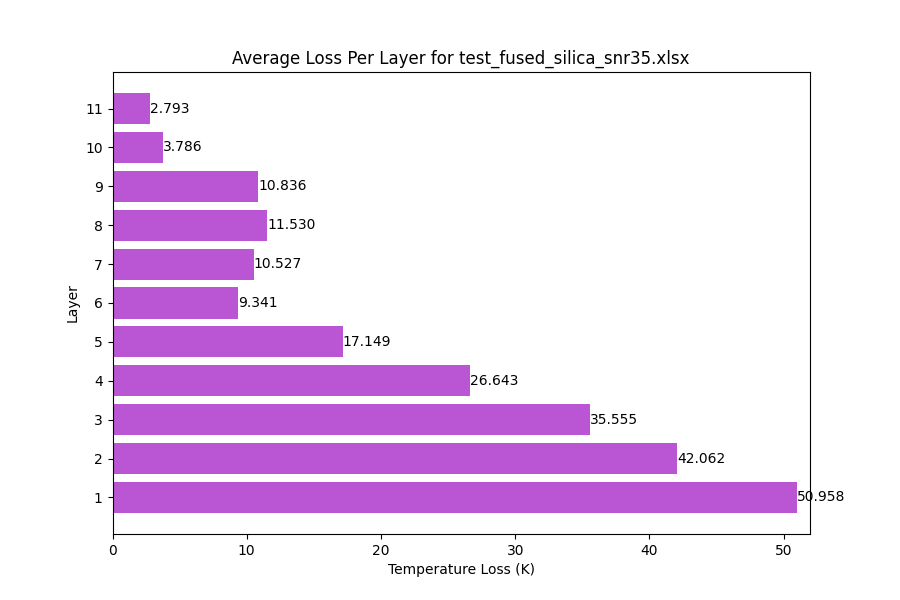 Average Loss Per Layer for test_fused_silica_snr35.xlsx
11 2.793
10 3.786
9 10.836
8 11.530
7 10.527
6 9.341
5 17.149
4 26.643
3 35.555
2 42.062
1 50.958
Layer
0 10 20 30 40 50
Temperature Loss (K)